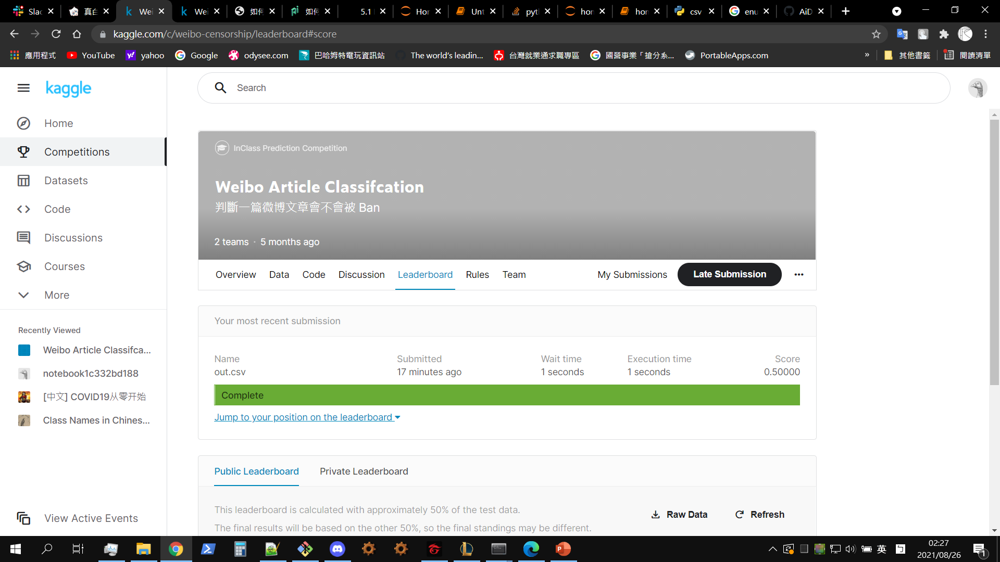 Slac
真白
Wei
Wei
如何
如何
5.1
Hor
Unt
pyt
hor
hor
csv
enu
AiD
kaggle.com/c/weibo-censorship/leaderboard#score
應用程式
YouTube
yahoo
Google
odysee.com
巴哈姆特電玩資訊站
The world's leadin...
台灣就業通求職專區
國營事業「搶分系...
PortableApps.com
»
其他書籤
閱讀清單
kaggle
Search
Home
Competitions
Datasets
Code
Discussions
Courses
More
Recently Viewed
Weibo Article Classifca...
notebook1c332bd188
[中文] COVID19从零开始
Class Names in Chines...
View Active Events
InClass Prediction Competition
Weibo Article Classifcation
判斷一篇微博文章會不會被 Ban
2 teams · 5 months ago
Overview Data Code Discussion Leaderboard Rules Team My Submissions Late Submission
Your most recent submission
Name Submitted Wait time Execution time Score
out.csv 17 minutes ago 1 seconds 1 seconds 0.50000
Complete
Jump to your position on the leaderboard
Public Leaderboard Private Leaderboard
This leaderboard is calculated with approximately 50% of the test data.
Raw Data Refresh
The final results will be based on the other 50%, so the final standings may be different.
英
02:27
2021/08/26
1